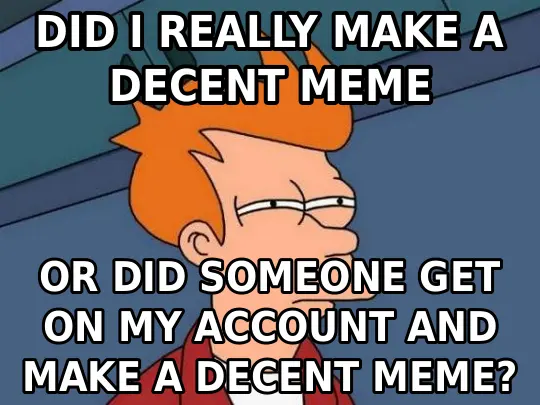 DID I REALLY MAKE A
DECENT MEME
OR DID SOMEONE GET
ON MY ACCOUNT AND
MAKE A DECENT MEME?